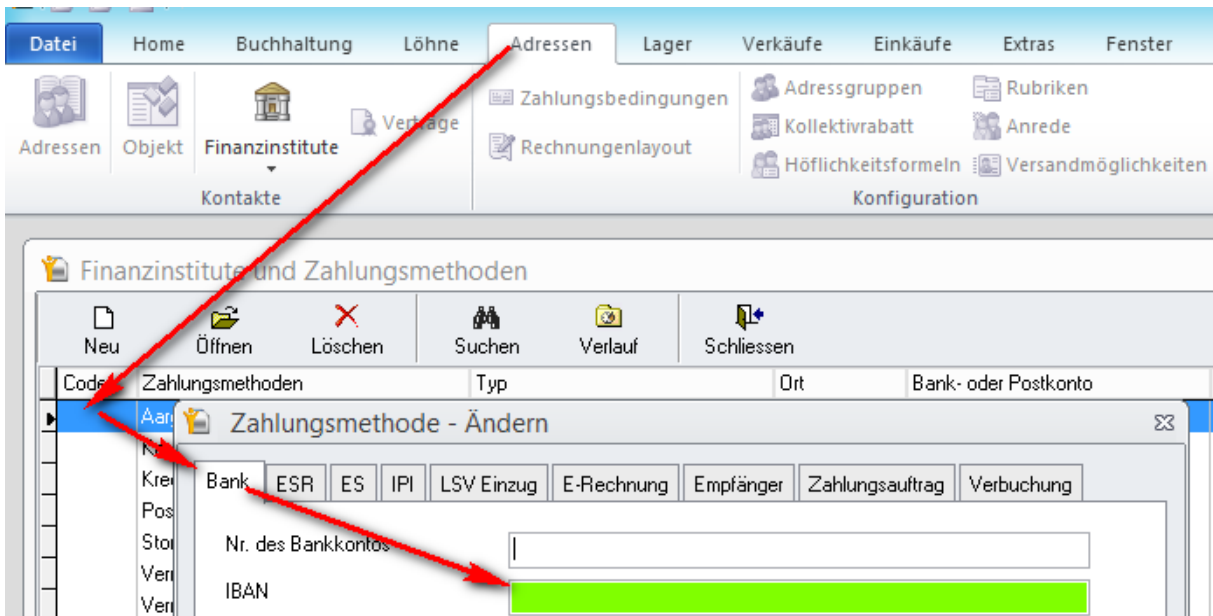 Datei Home Buchhaltung Löhne Adressen Lager Verkäufe Einkäufe Extras Fenster
Adressen Objekt Finanzinstitute Verträge Zahlungsbedingungen Rechnungenlayout Adressgruppen Kollektivrabatt Höflichkeitsformeln Rubriken Anrede Versandmöglichkeiten
Kontakte Konfiguration
Finanzinstitute und Zahlungsmethoden
Neu Öffnen Löschen Suchen Verlauf Schliessen
Code Zahlungsmethoden Typ Ort Bank- oder Postkonto
Zahlungsmethode - Ändern
Kre
Bank ESR ES IPI LSV Einzug E-Rechnung Empfänger Zahlungsauftrag Verbuchung
Pos
Nr. des Bankkontos
IBAN